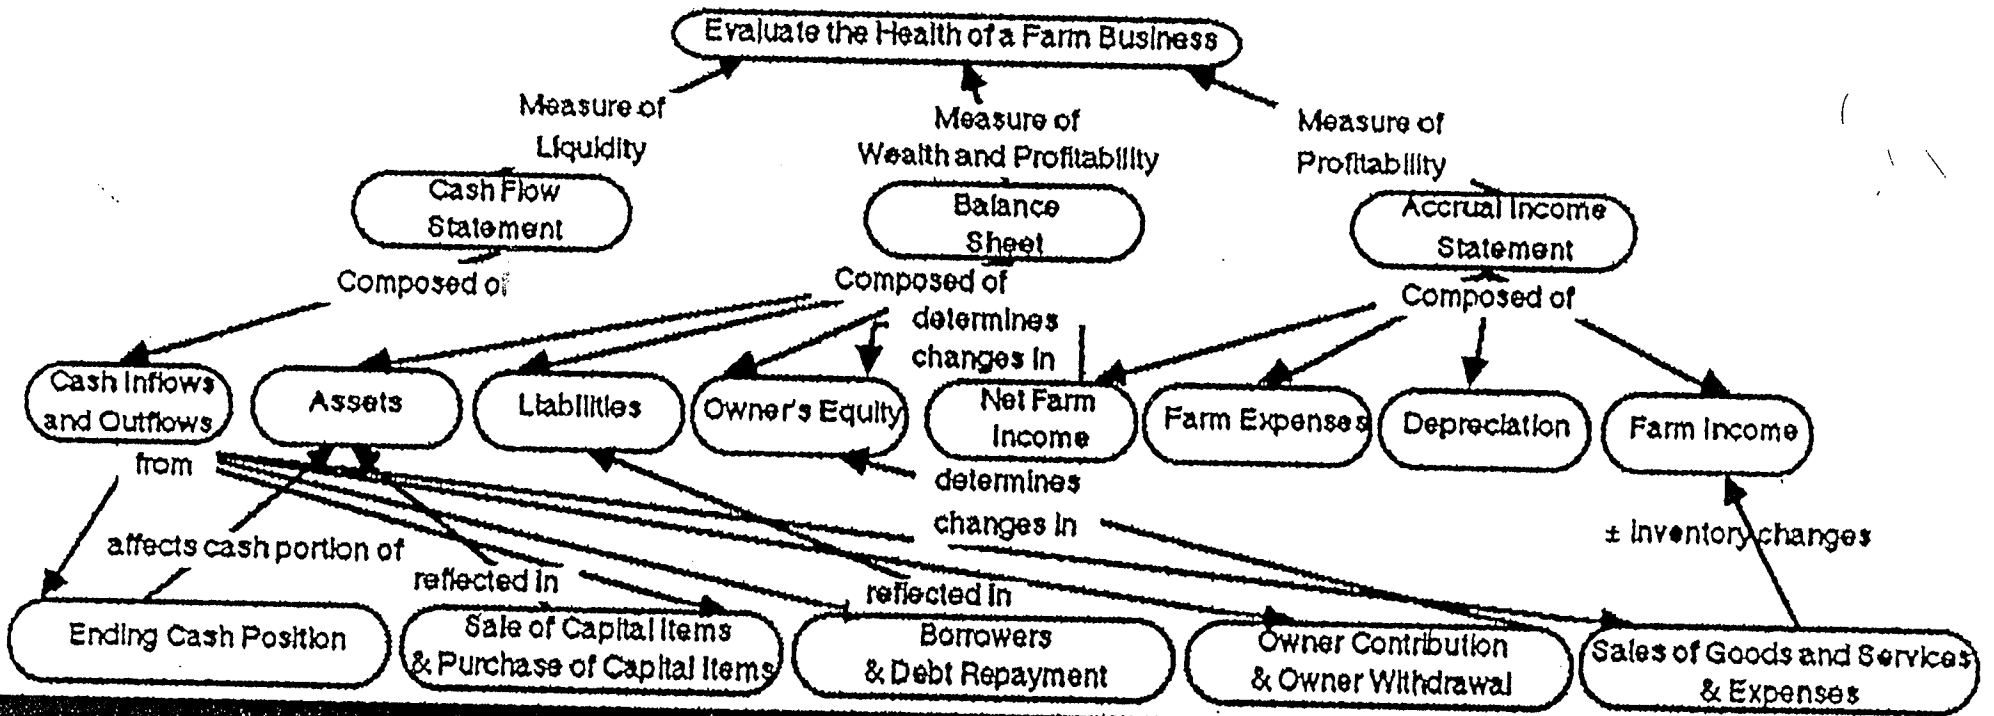 Evaluate the Health of a Farm Business
Measure of
Liquidity
Measure of
Wealth and Profitability
Measure of
Profitability
Cash Flow
Statement
Balance
Sheet
Accrual Income
Statement
Composed of
Composed of
Composed of
determines
changes in
Cash Inflows
and Outflows
Assets
Liabilities
Owner's Equity
Net Farm
Income
Farm Expenses
Depreciation
Farm Income
from
determines
changes in
± Inventory changes
affects cash portion of
reflected in
reflected in
Ending Cash Position
Sale of Capital Items
& Purchase of Capital Items
Borrowers
& Debt Repayment
Owner Contribution
& Owner Withdrawal
Sales of Goods and Services
& Expenses